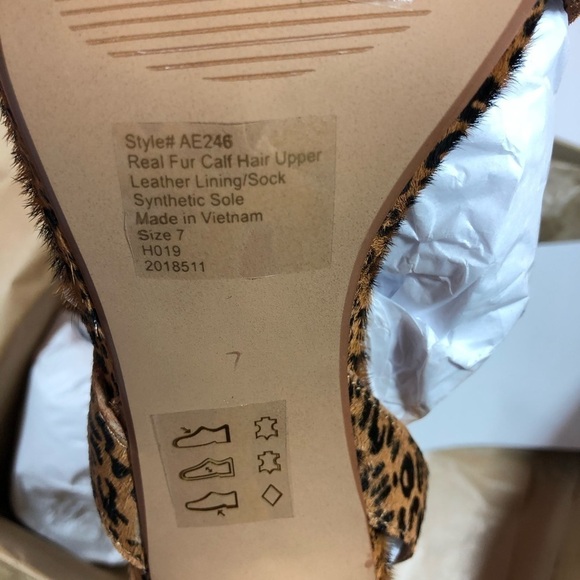 Style# AE246
Real Fur Calf Hair Upper
Leather Lining/Sock
Synthetic Sole
Made in Vietnam
Size 7
H019
2018511
7